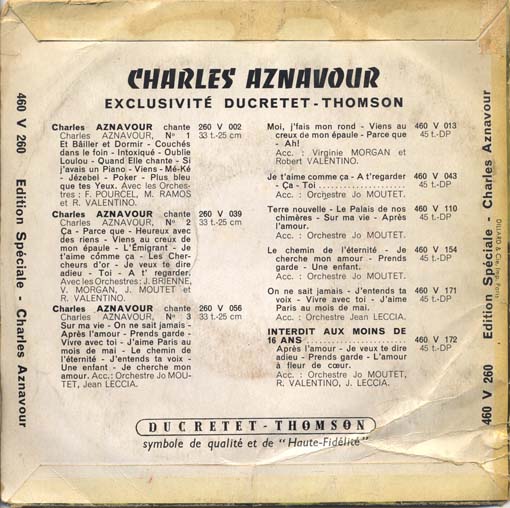 CHARLES AZNAVOUR
EXCLUSIVITÉ DUCRETET-THOMSON
Charles AZNAVOUR chante 260 V 002
Charles AZNAVOUR, Nº 1 33 t.-25 cm
Et Bâiller et Dormir - Couchés
dans le foin - Intoxiqué - Oublie
Loulou - Quand Elle chante - Si
j'avais un Piano - Viens - Mé-Ké
- Jézebel - Poker - Plus bleu
que tes Yeux. Avec les Orches-
tres : F. POURCEL, M. RAMOS
et R. VALENTINO.
Charles AZNAVOUR chante 260 V 039
Charles AZNAVOUR, Nº 2 33 t.-25 cm
Ça - Parce que - Heureux avec
des riens - Viens au creux de
mon épaule - L'Émigrant - Je
t'aime comme ça - Les Cher-
cheurs d'or - Je veux te dire
adieu - Toi - A t' regarder.
Avec les Orchestres : J. BRIENNE,
V. MORGAN, J. MOUTET et
R. VALENTINO.
Charles AZNAVOUR chante 260 V 056
Charles AZNAVOUR, Nº 3 33 t.-25 cm
Sur ma vie - On ne sait jamais -
Après l'amour - Prends garde -
Vivre avec toi - J'aime Paris
au mois de mai - Le chemin de
l'éternité - J'entends ta voix -
Une enfant - Je cherche mon
amour. Acc.: Orchestre Jo MOU-
TET, Jean LECCIA.
Moi, j'fais mon rond - Viens au 460 V 013
creux de mon épaule - Parce que 45 t.-DP
- Ah!
Acc. : Virginie MORGAN et
Robert VALENTINO.
Je t'aime comme ça - A t'regarder 460 V 043
- Ça - Toi .................... 45 t.-DP
Acc. : Orchestre Jo MOUTET.
Terre nouvelle - Le Palais de nos 460 V 110
chimères - Sur ma vie - Après 45 t.-DP
l'amour.
Acc. : Orchestre Jo MOUTET.
Le chemin de l'éternité - Je 460 V 154
cherche mon amour - Prends 45 t.-DP
garde - Une enfant.
Acc. : Orchestre Jo MOUTET.
On ne sait jamais - J'entends ta 460 V 171
voix - Vivre avec toi - J'aime 45 t.-DP
Paris au mois de mai.
Acc. : Orchestre Jean LECCIA.
INTERDIT AUX MOINS DE
16 ANS .................... 460 V 172
Après l'amour - Je veux te dire 45 t.-DP
adieu - Prends garde - L'amour
à fleur de cœur.
Acc. : Orchestre Jo MOUTET,
R. VALENTINO, J. LECCIA.
DUCRETET-THOMSON
symbole de qualité et de "Haute-Fidélité"
460 V 260 Edition Spéciale - Charles Aznavour
460 V 260 Edition Spéciale - Charles Aznavour
DILLARD & Cie, Imp. Paris